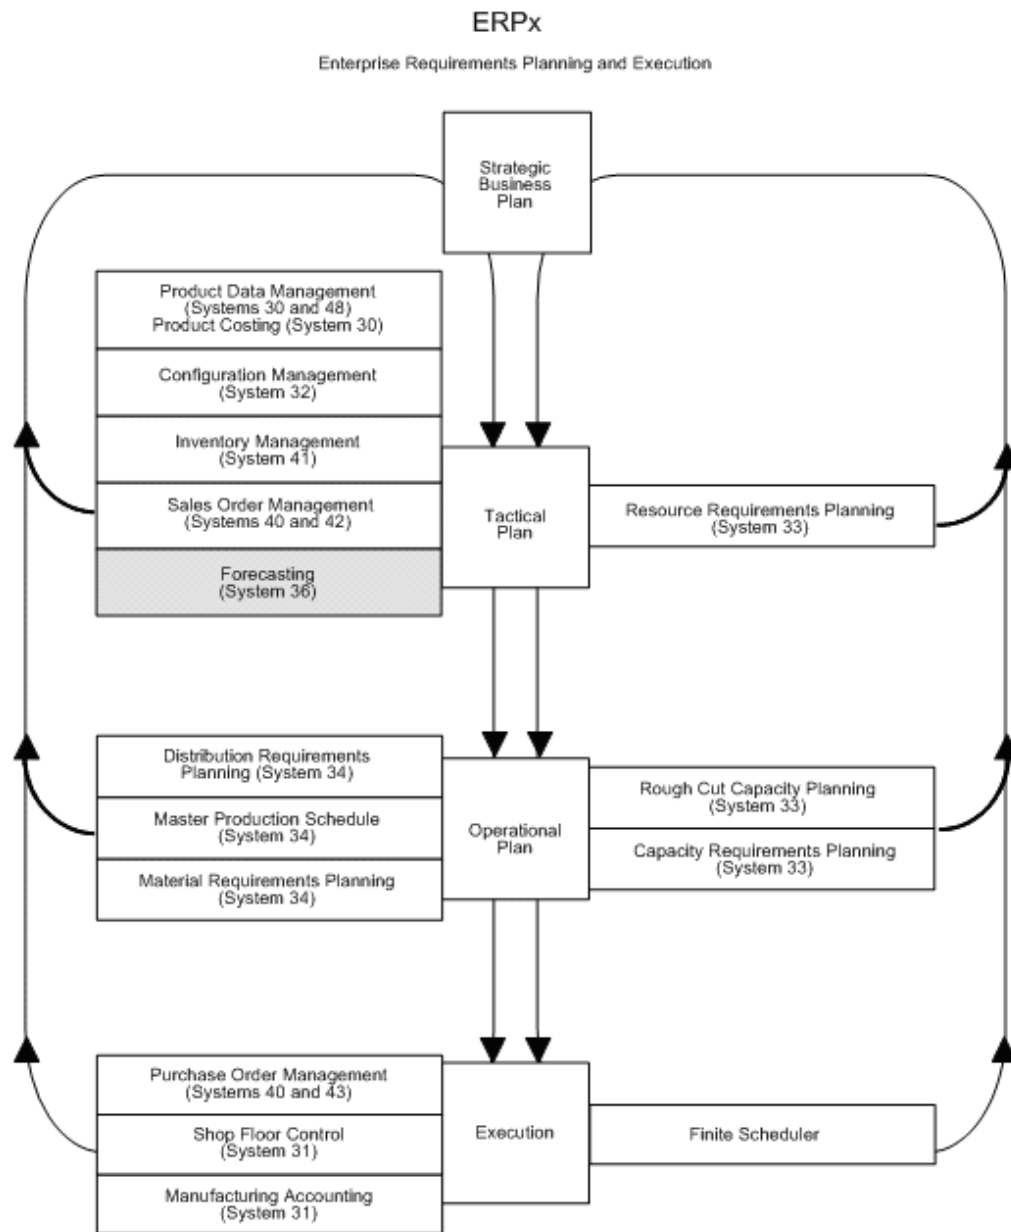 ERPx
Enterprise Requirements Planning and Execution
Strategic
Business
Plan
Product Data Management
(Systems 30 and 48)
Product Costing (System 30)
Configuration Management
(System 32)
Inventory Management
(System 41)
Sales Order Management
(Systems 40 and 42)
Forecasting
(System 36)
Tactical
Plan
Resource Requirements Planning
(System 33)
Distribution Requirements
Planning (System 34)
Master Production Schedule
(System 34)
Material Requirements Planning
(System 34)
Operational
Plan
Rough Cut Capacity Planning
(System 33)
Capacity Requirements Planning
(System 33)
Purchase Order Management
(Systems 40 and 43)
Shop Floor Control
(System 31)
Manufacturing Accounting
(System 31)
Execution
Finite Scheduler